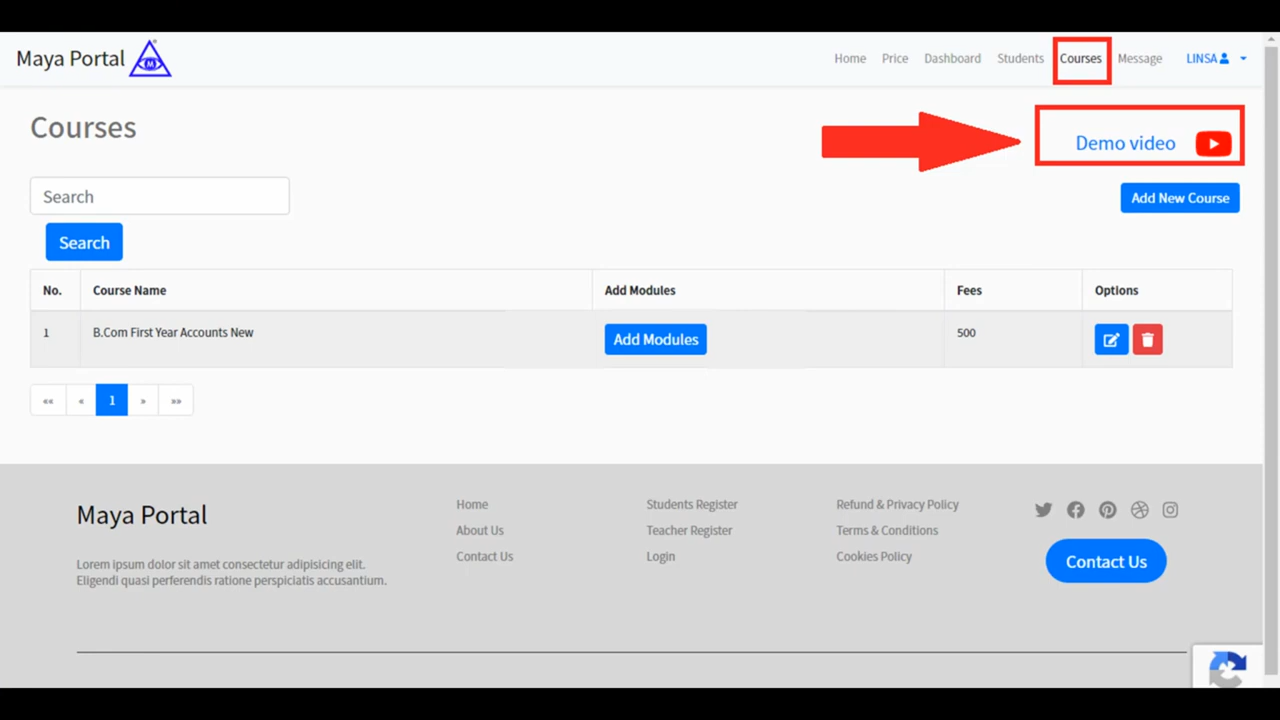 Maya Portal
Home Price Dashboard Students Courses Message LINSA
Courses
Demo video
Search
Add New Course
Search
No. Course Name Add Modules Fees Options
1 B.Com First Year Accounts New Add Modules 500
«« « 1 » »»
Maya Portal
Lorem ipsum dolor sit amet consectetur adipisicing elit.
Eligendi quasi perferendis ratione perspiciatis accusantium.
Home
About Us
Contact Us
Students Register
Teacher Register
Login
Refund & Privacy Policy
Terms & Conditions
Cookies Policy
Contact Us